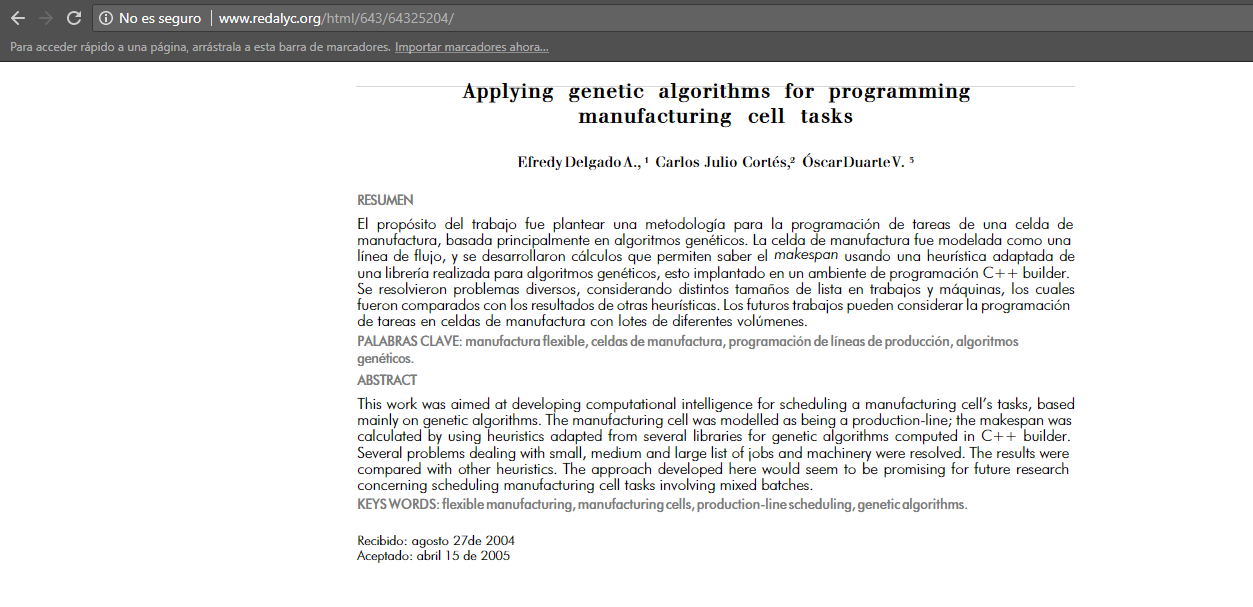 No es seguro | www.redalyc.org/html/643/64325204/
Para acceder rápido a una página, arrástrala a esta barra de marcadores. Importar marcadores ahora...
Applying genetic algorithms for programming
manufacturing cell tasks
Efredy Delgado A., ¹ Carlos Julio Cortés,² Óscar Duarte V. ³
RESUMEN
El propósito del trabajo fue plantear una metodología para la programación de tareas de una celda de
manufactura, basada principalmente en algoritmos genéticos. La celda de manufactura fue modelada como una
línea de flujo, y se desarrollaron cálculos que permiten saber el makespan usando una heurística adaptada de
una librería realizada para algoritmos genéticos, esto implantado en un ambiente de programación C++ builder.
Se resolvieron problemas diversos, considerando distintos tamaños de lista en trabajos y máquinas, los cuales
fueron comparados con los resultados de otras heurísticas. Los futuros trabajos pueden considerar la programación
de tareas en celdas de manufactura con lotes de diferentes volúmenes.
PALABRAS CLAVE: manufactura flexible, celdas de manufactura, programación de líneas de producción, algoritmos
genéticos.
ABSTRACT
This work was aimed at developing computational intelligence for scheduling a manufacturing cell's tasks, based
mainly on genetic algorithms. The manufacturing cell was modelled as being a production-line; the makespan was
calculated by using heuristics adapted from several libraries for genetic algorithms computed in C++ builder.
Several problems dealing with small, medium and large list of jobs and machinery were resolved. The results were
compared with other heuristics. The approach developed here would seem to be promising for future research
concerning scheduling manufacturing cell tasks involving mixed batches.
KEYS WORDS: flexible manufacturing, manufacturing cells, production-line scheduling, genetic algorithms.
Recibido: agosto 27de 2004
Aceptado: abril 15 de 2005